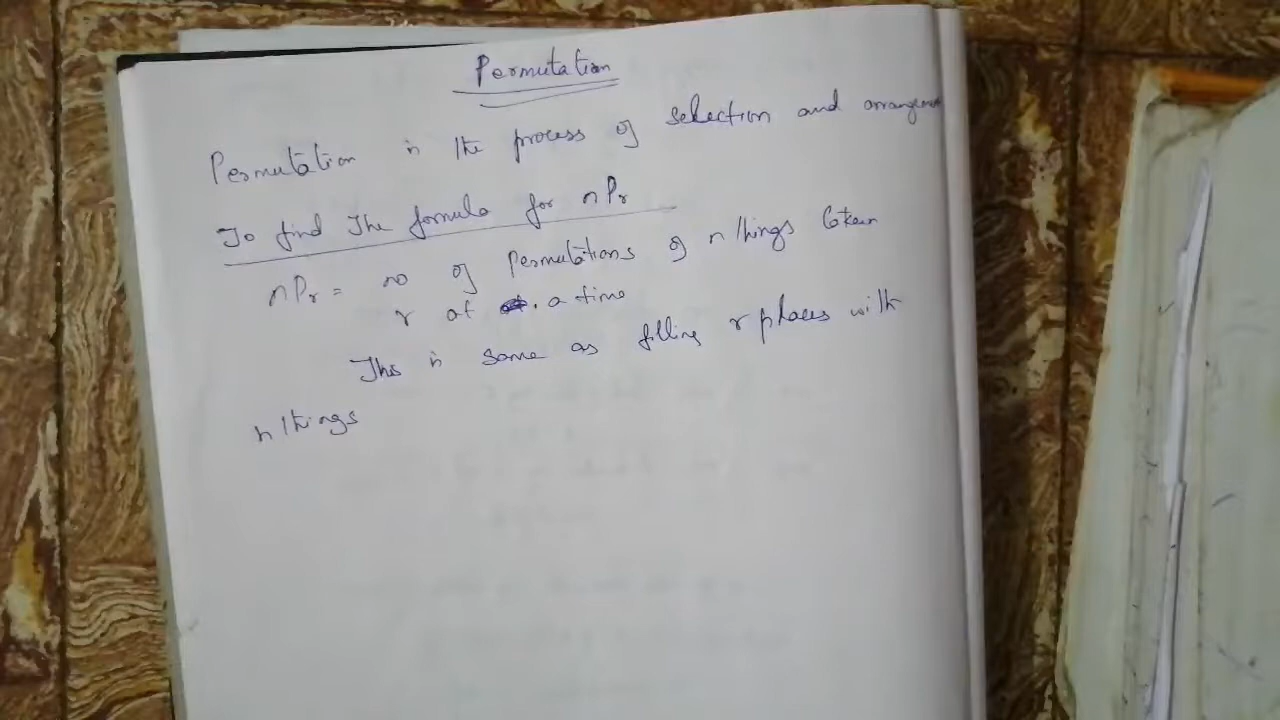 Permutation
Permutation is the process of selection and
To find The formula for nPr
nPr = no of Permutations of n things taken
r at a time
This is same as filling r places with
n things